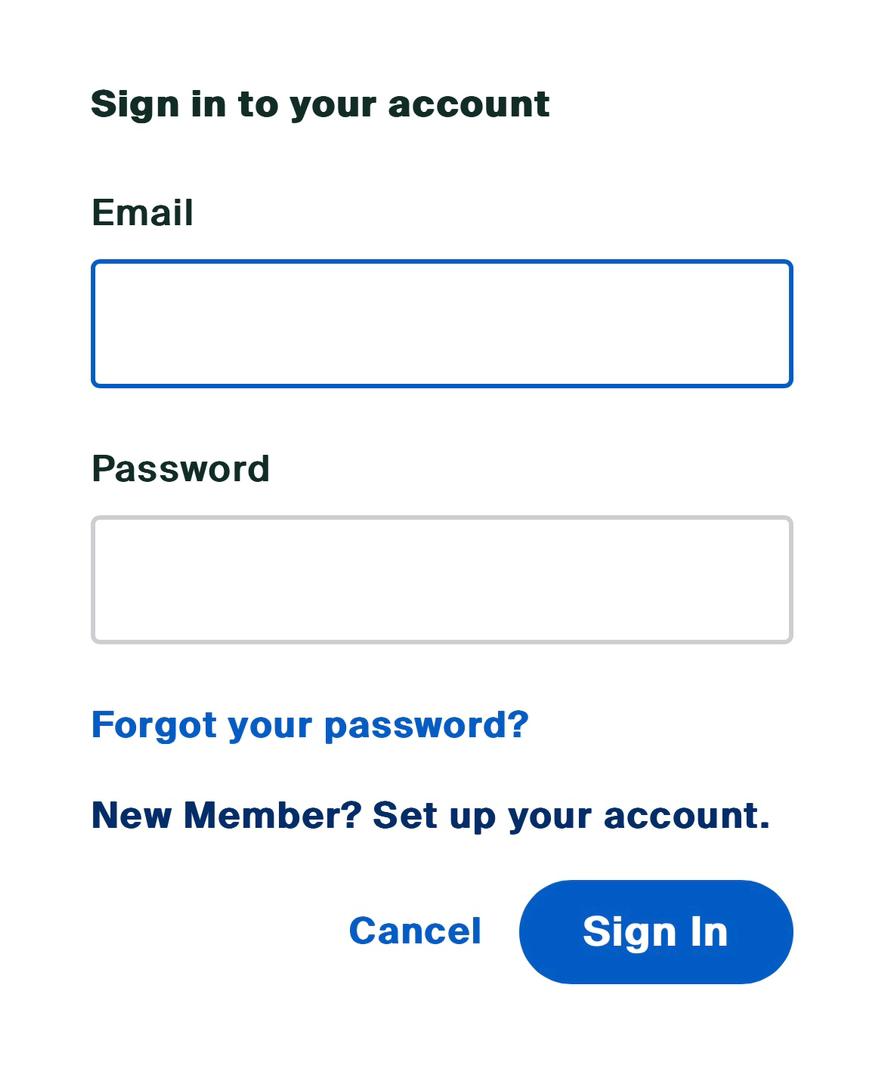 Sign in to your account
Email
Password
Forgot your password?
New Member? Set up your account.
Cancel
Sign In